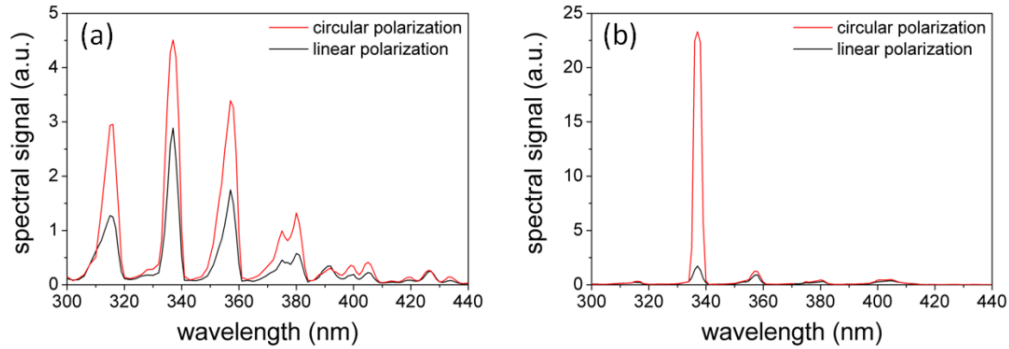 (a)
circular polarization
linear polarization
5
4
3
2
1
0
spectral signal (a.u.)
300 320 340 360 380 400 420 440
wavelength (nm)
(b)
circular polarization
linear polarization
25
20
15
10
5
0
spectral signal (a.u.)
300 320 340 360 380 400 420 440
wavelength (nm)